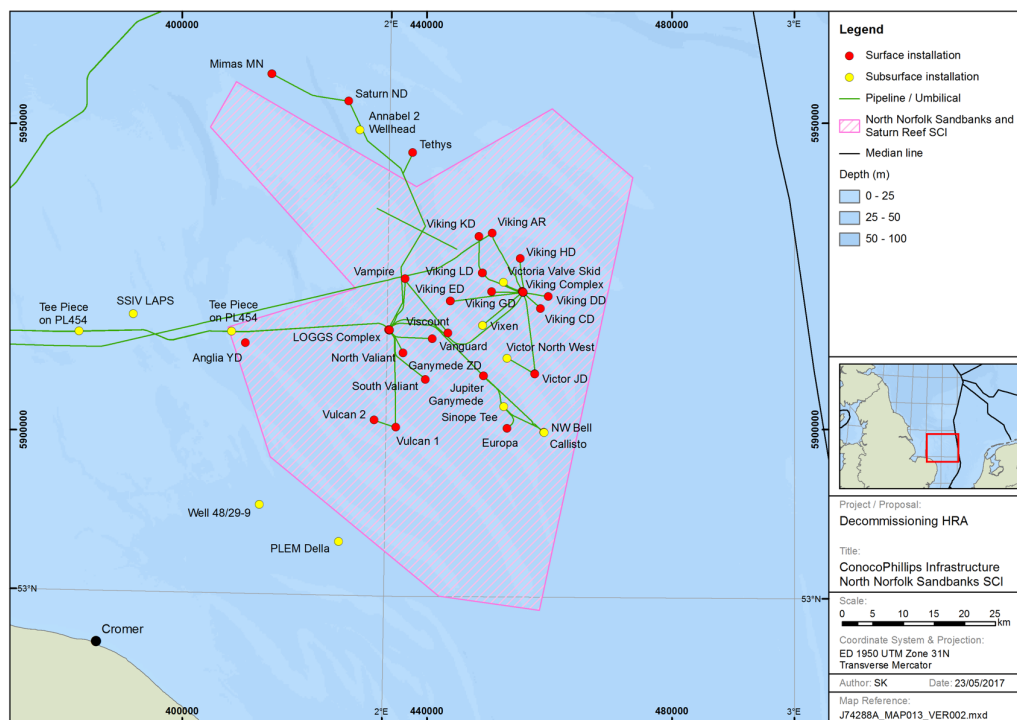 400000
2°E
440000
480000
3°E
Mimas MN
Saturn ND
Annabel 2
Wellhead
5950000
5950000
Tethys
Viking KD
Viking AR
Viking HD
Vampire
Viking LD
Victoria Valve Skid
Viking ED
Viking Complex
Viking DD
Viking GD
Viking CD
SSIV LAPS
Tee Piece
on PL454
Tee Piece
on PL454
Viscount
Vixen
LOGGS Complex
Vanguard
Anglia YD
North Valiant
Ganymede ZD
Victor North West
South Valiant
Jupiter
Ganymede
Victor JD
Sinope Tee
Vulcan 2
Vulcan 1
Europa
NW Bell
Callisto
5900000
5900000
Well 48/29-9
PLEM Della
53°N
53°N
Cromer
400000
2°E
440000
480000
3°E
Legend
Surface installation
Subsurface installation
Pipeline / Umbilical
North Norfolk Sandbanks and
Saturn Reef SCI
Median line
Depth (m)
0 - 25
25 - 50
50 - 100
Project / Proposal:
Decommissioning HRA
Title:
ConocoPhillips Infrastructure
North Norfolk Sandbanks SCI
Scale:
0 5 10 15 20 25
km
Coordinate System & Projection:
ED 1950 UTM Zone 31N
Transverse Mercator
Author: SK Date: 23/05/2017
Map Reference:
J74288A_MAP013_VER002.mxd